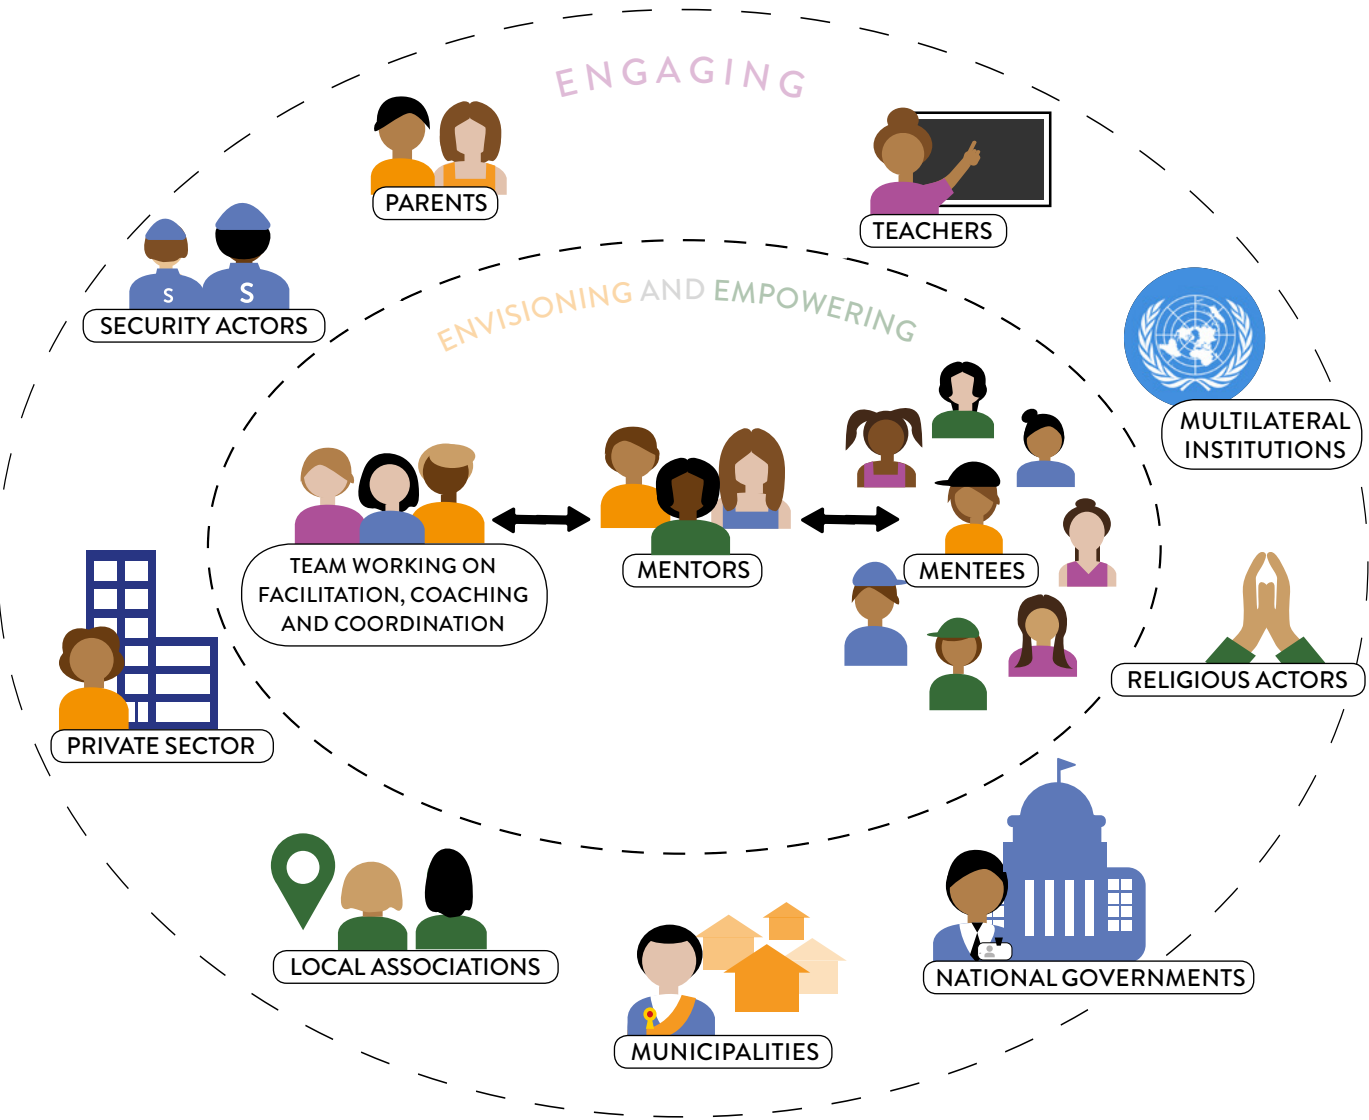 ENGAGING
PARENTS
TEACHERS
S
S
SECURITY ACTORS
ENVISIONING AND EMPOWERING
MULTILATERAL
INSTITUTIONS
TEAM WORKING ON
FACILITATION, COACHING
AND COORDINATION
MENTORS
MENTEES
RELIGIOUS ACTORS
PRIVATE SECTOR
LOCAL ASSOCIATIONS
NATIONAL GOVERNMENTS
MUNICIPALITIES